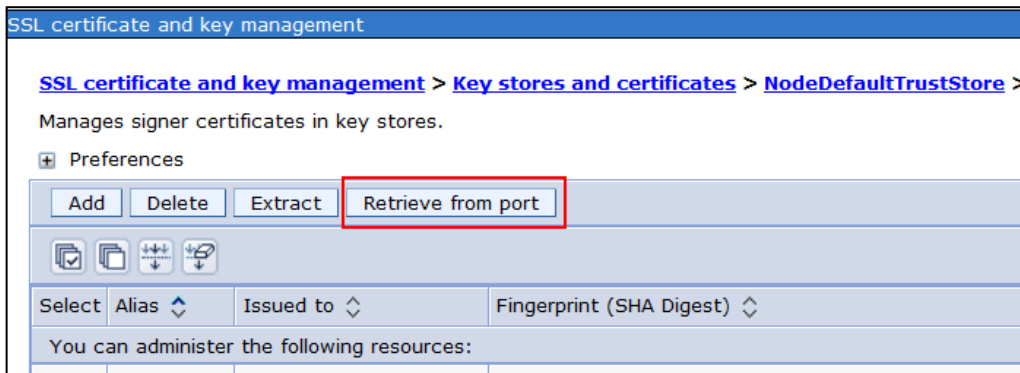 SSL certificate and key management
SSL certificate and key management > Key stores and certificates > NodeDefaultTrustStore >
Manages signer certificates in key stores.
Preferences
Add Delete Extract Retrieve from port
Select Alias Issued to Fingerprint (SHA Digest)
You can administer the following resources: